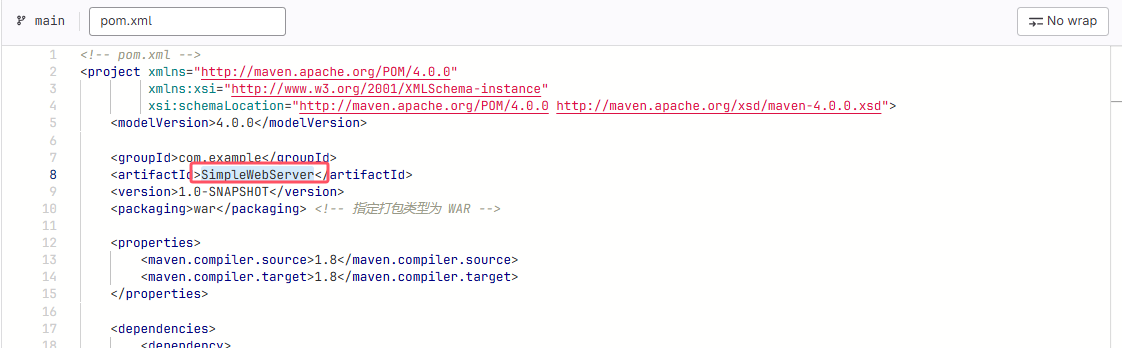 main pom.xml No wrap
1 <!-- pom.xml -->
2 <project xmlns="http://maven.apache.org/POM/4.0.0"
3 xmlns:xsi="http://www.w3.org/2001/XMLSchema-instance"
4 xsi:schemaLocation="http://maven.apache.org/POM/4.0.0 http://maven.apache.org/xsd/maven-4.0.0.xsd">
5 <modelVersion>4.0.0</modelVersion>
6
7 <groupId>com.example</groupId>
8 <artifactId>SimpleWebServer</artifactId>
9 <version>1.0-SNAPSHOT</version>
10 <packaging>war</packaging> <!-- 指定打包类型为 WAR -->
11
12 <properties>
13 <maven.compiler.source>1.8</maven.compiler.source>
14 <maven.compiler.target>1.8</maven.compiler.target>
15 </properties>
16
17 <dependencies>
18 <dependency>